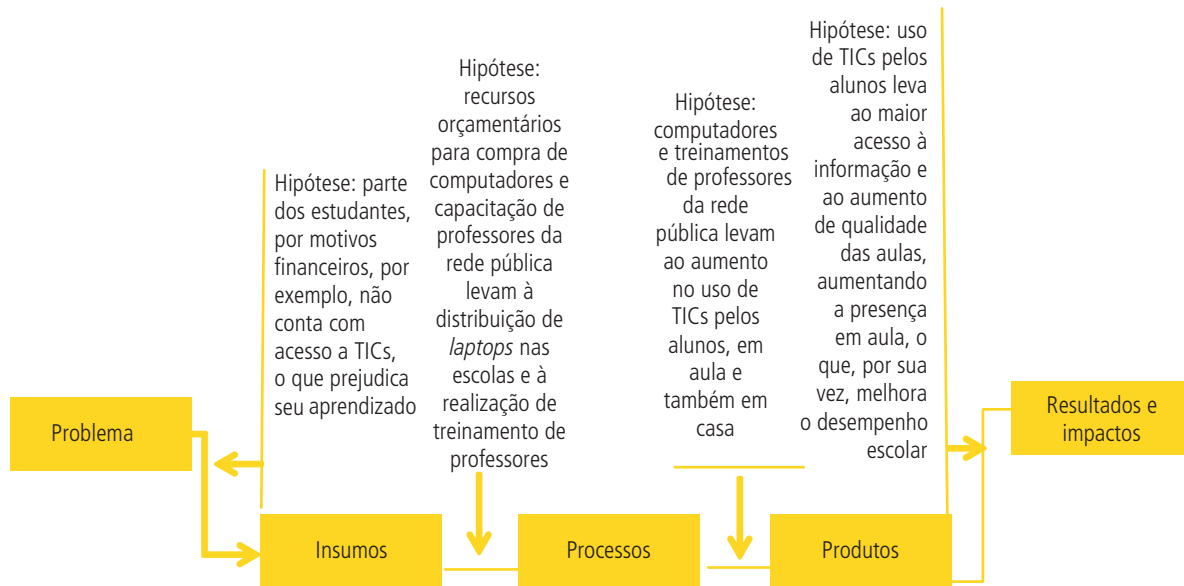 Problema
Hipótese: parte
dos estudantes,
por motivos
financeiros, por
exemplo, não
conta com
acesso a TICs,
o que prejudica
seu aprendizado
Insumos
Hipótese:
recursos
orçamentários
para compra de
computadores e
capacitação de
professores da
rede pública
levam à
distribuição de
laptops nas
escolas e à
realização de
treinamento de
professores
Processos
Hipótese:
computadores
e treinamentos
de professores
da rede
pública levam
ao aumento
no uso de
TICs pelos
alunos, em
aula e
também em
casa
Produtos
Hipótese: uso
de TICs pelos
alunos leva
ao maior
acesso à
informação e
ao aumento
de qualidade
das aulas,
aumentando
a presença
em aula, o
que, por sua
vez, melhora
o desempenho
escolar
Resultados e
impactos